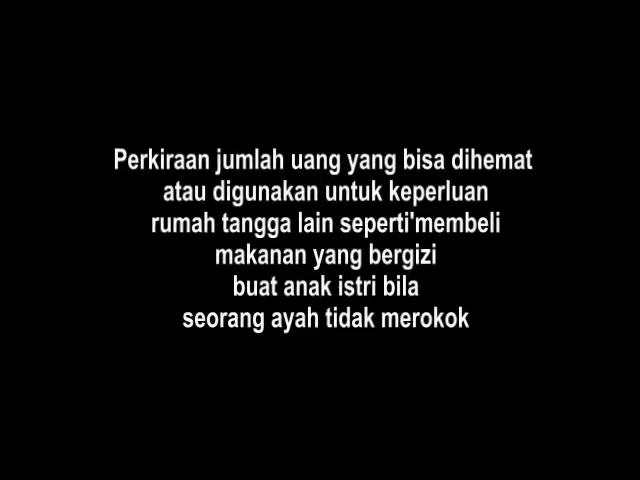 Perkiraan jumlah uang yang bisa dihemat
atau digunakan untuk keperluan
rumah tangga lain seperti'membeli
makanan yang bergizi
buat anak istri bila
seorang ayah tidak merokok